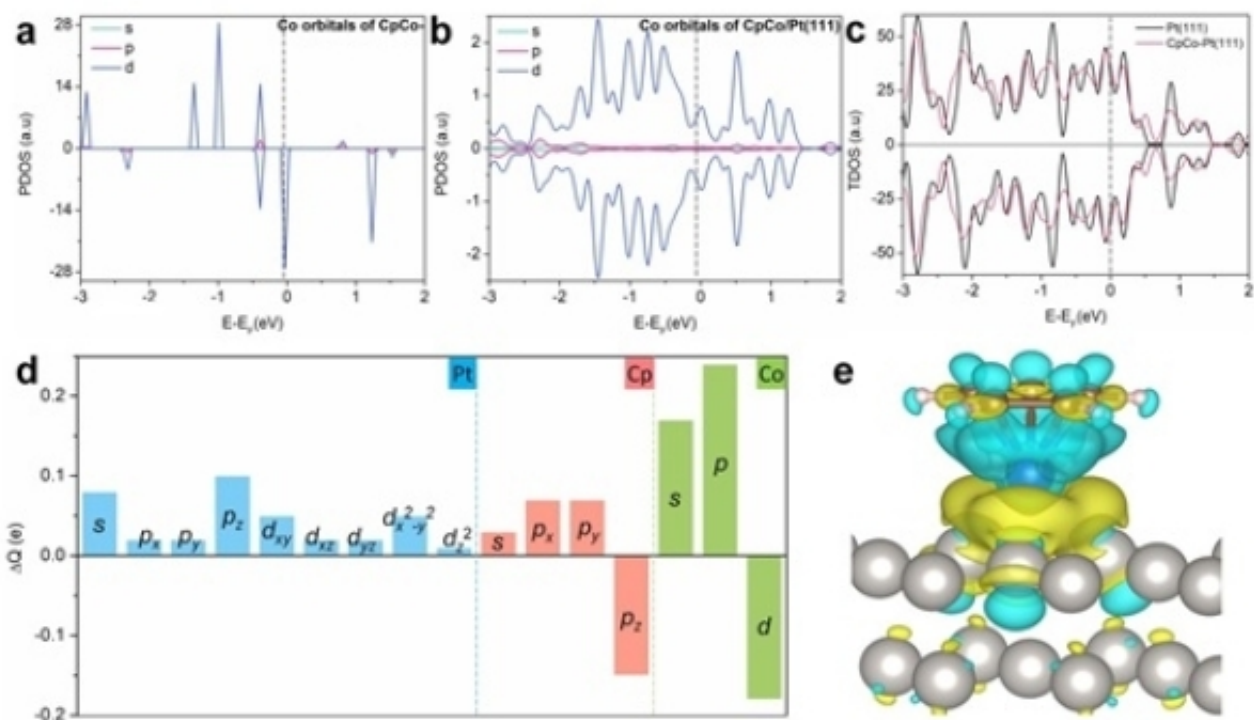 a
Co orbitals of CpCo-
s
p
d
28
14
0
-14
-28
PDOS (a.u)
-3 -2 -1 0 1 2
E-E_F(eV)
b
Co orbitals of CpCo/Pt(111)
s
p
d
2
1
0
-1
-2
PDOS (a.u)
-3 -2 -1 0 1 2
E-E_F(eV)
c
Pt(111)
CpCo-Pt(111)
50
25
0
-25
-50
TDOS (a.u)
-3 -2 -1 0 1 2
E-E_F(eV)
d
Pt Cp Co
0.2
0.1
0.0
-0.1
-0.2
ΔQ (e)
s p_x p_y p_z d_xy d_xz d_yz d_x²-y² d_z²
s p_x p_y p_z
s p d
e